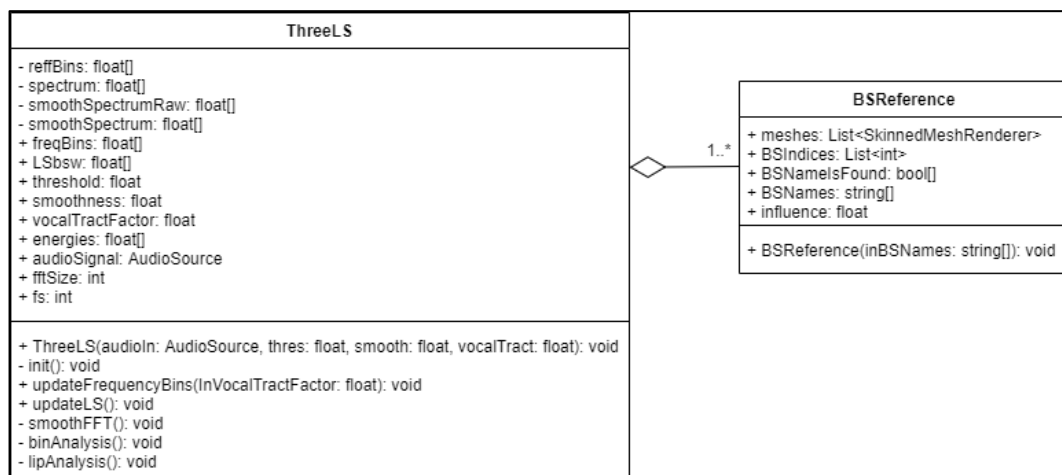 ThreeLS
- reffBins: float[]
- spectrum: float[]
- smoothSpectrumRaw: float[]
- smoothSpectrum: float[]
+ freqBins: float[]
+ LSbsw: float[]
+ threshold: float
+ smoothness: float
+ vocalTractFactor: float
+ energies: float[]
+ audioSignal: AudioSource
+ fftSize: int
+ fs: int
+ ThreeLS(audioIn: AudioSource, thres: float, smooth: float, vocalTract: float): void
- init(): void
+ updateFrequencyBins(InVocalTractFactor: float): void
+ updateLS(): void
- smoothFFT(): void
- binAnalysis(): void
- lipAnalysis(): void
1..*
BSReference
+ meshes: List<SkinnedMeshRenderer>
+ BSIndices: List<int>
+ BSNameIsFound: bool[]
+ BSNames: string[]
+ influence: float
+ BSReference(inBSNames: string[]): void